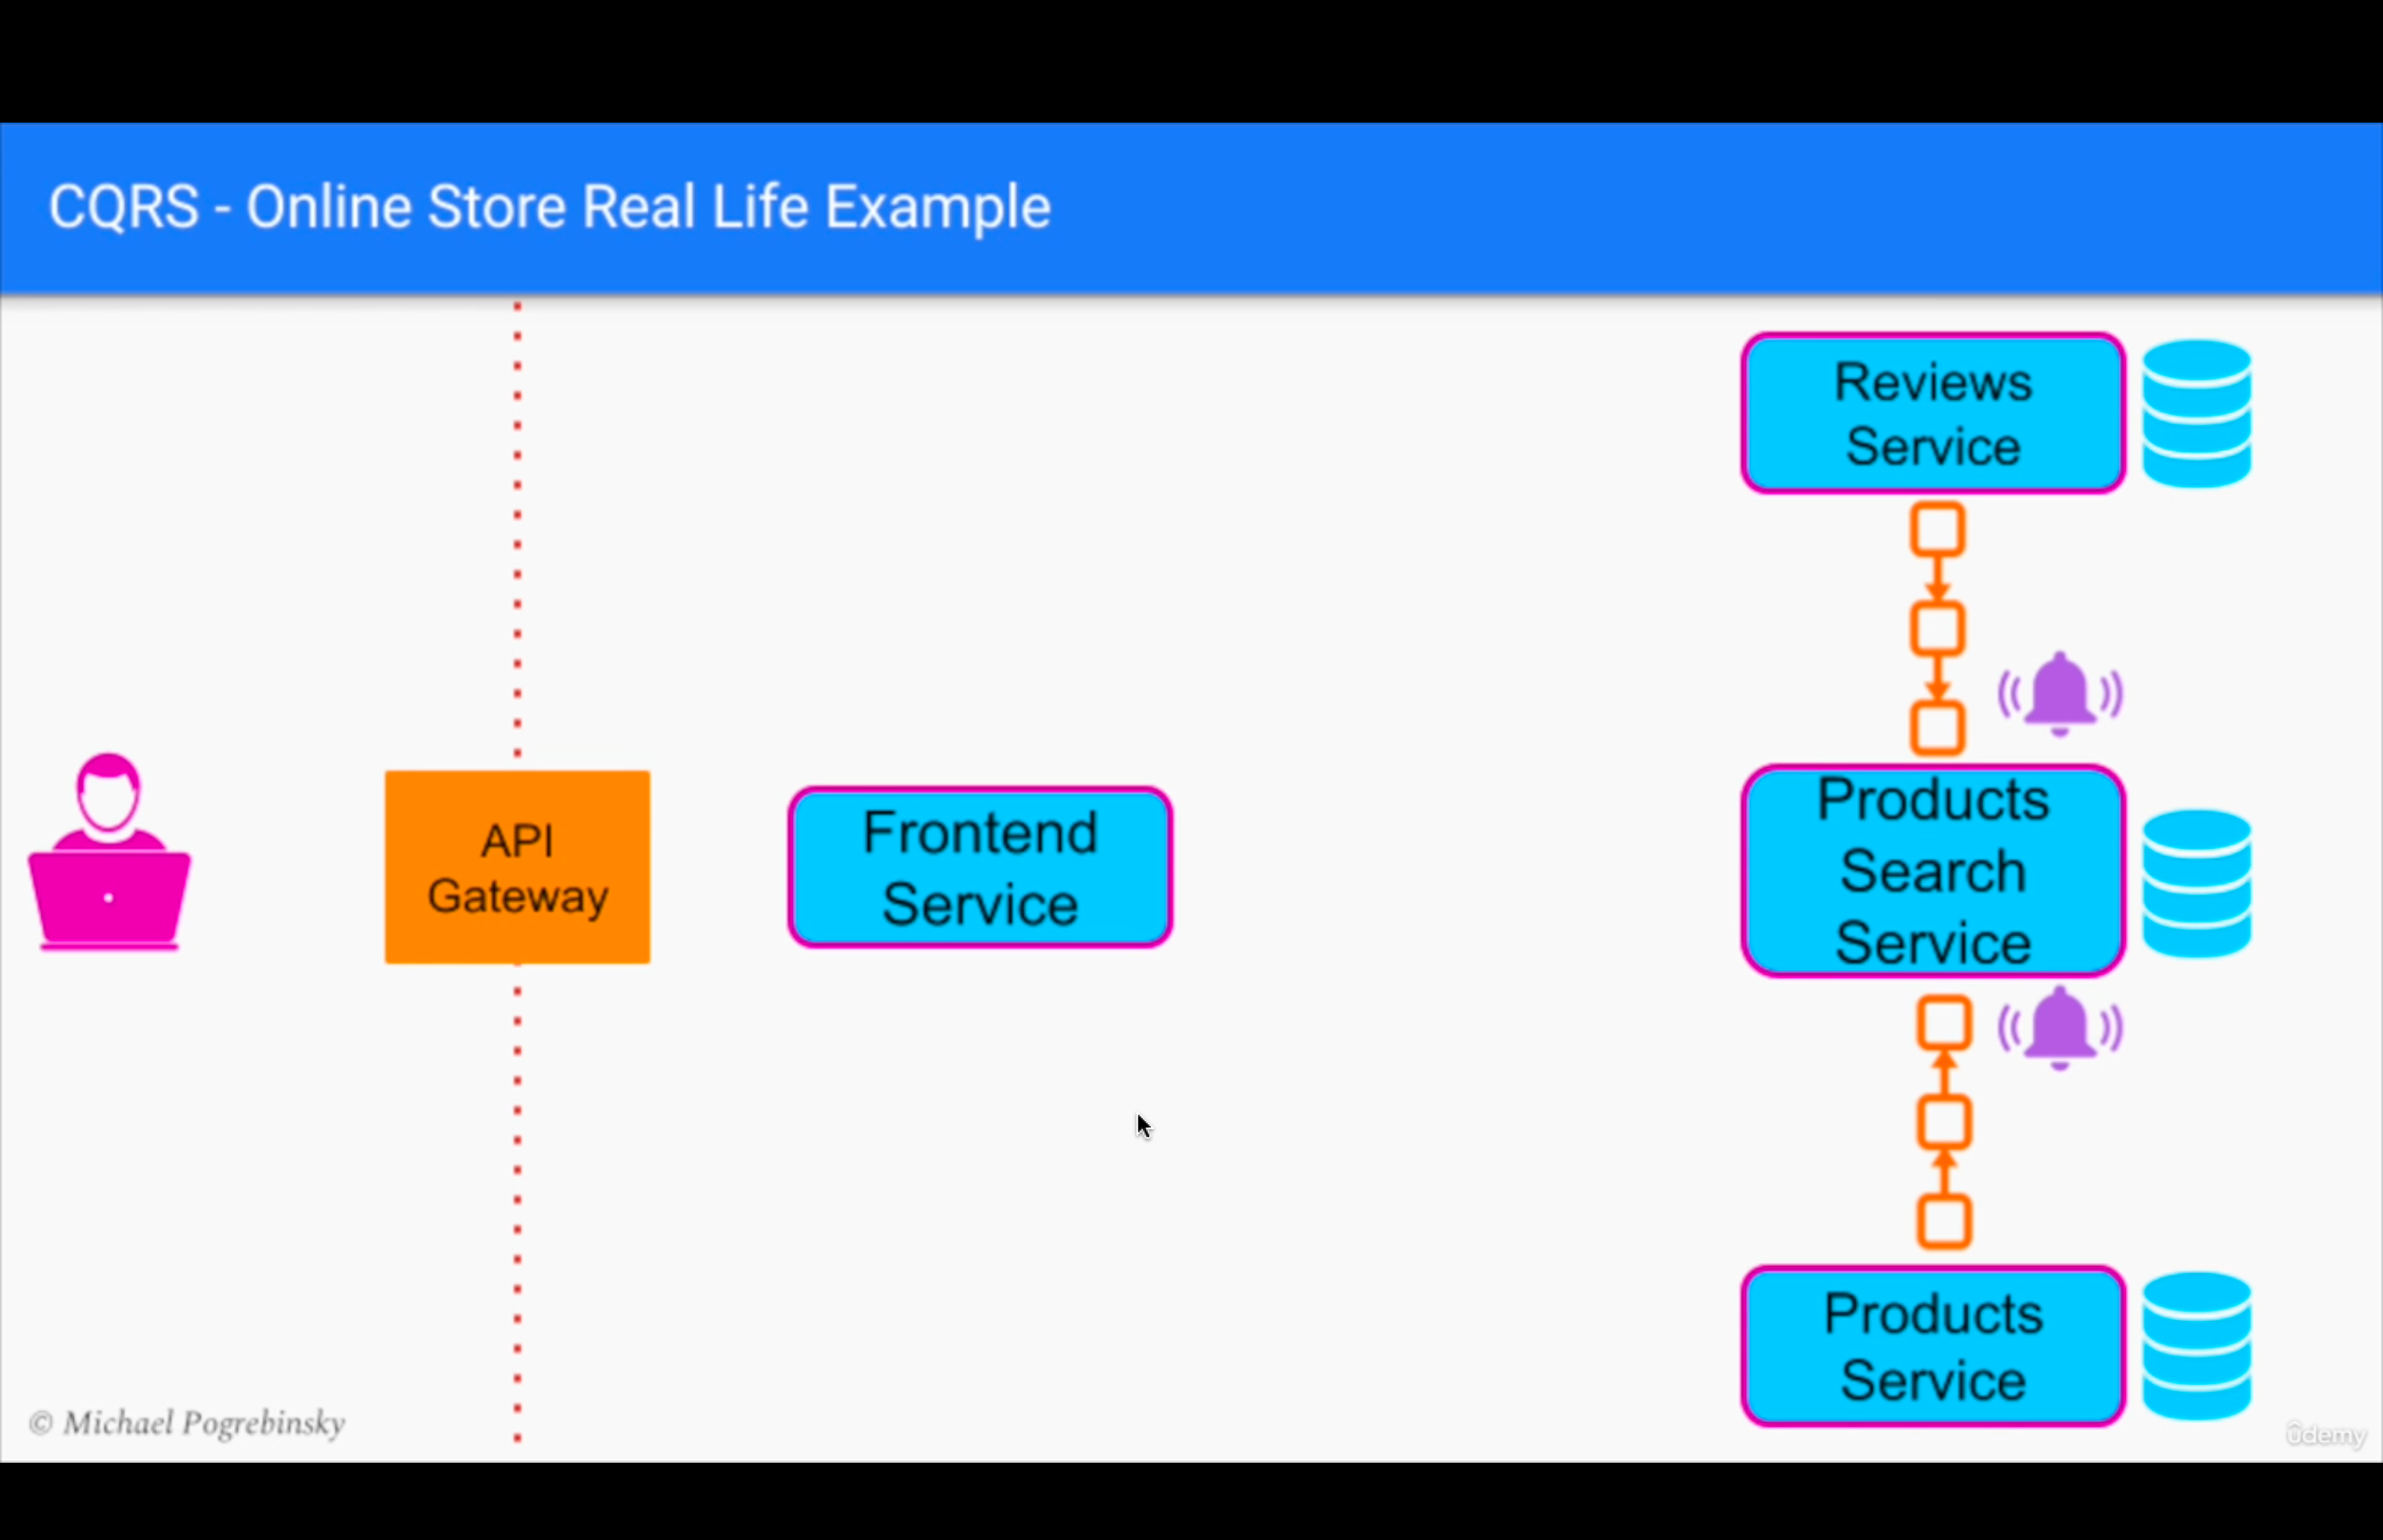 CQRS - Online Store Real Life Example
Reviews
Service
API
Gateway
Frontend
Service
Products
Search
Service
Products
Service
© Michael Pogrebinsky
ûdemy